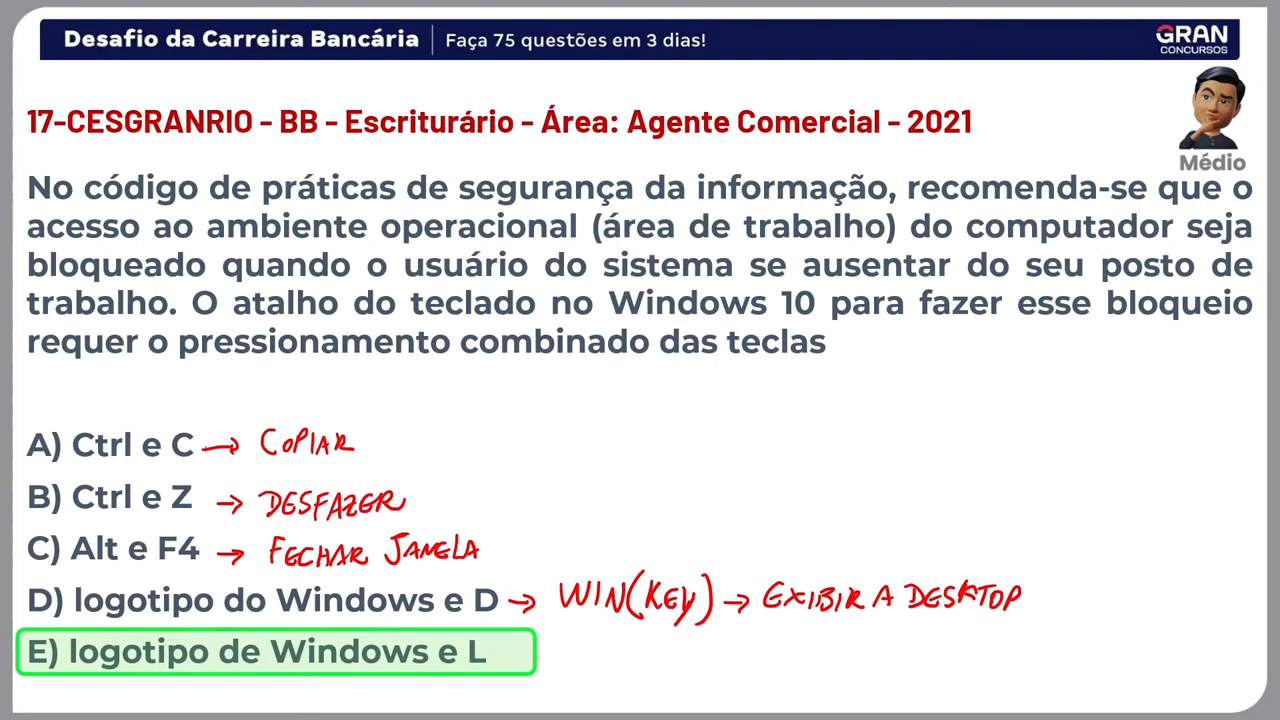 Desafio da Carreira Bancária | Faça 75 questões em 3 dias!
GRAN
CONCURSOS
17-CESGRANRIO - BB - Escriturário - Área: Agente Comercial - 2021
Médio
No código de práticas de segurança da informação, recomenda-se que o
acesso ao ambiente operacional (área de trabalho) do computador seja
bloqueado quando o usuário do sistema se ausentar do seu posto de
trabalho. O atalho do teclado no Windows 10 para fazer esse bloqueio
requer o pressionamento combinado das teclas
A) Ctrl e C → COPIAR
B) Ctrl e Z → DESFAZER
C) Alt e F4 → FECHAR JANELA
D) logotipo do Windows e D → WIN(KEY) → EXIBIR A DESKTOP
E) logotipo de Windows e L